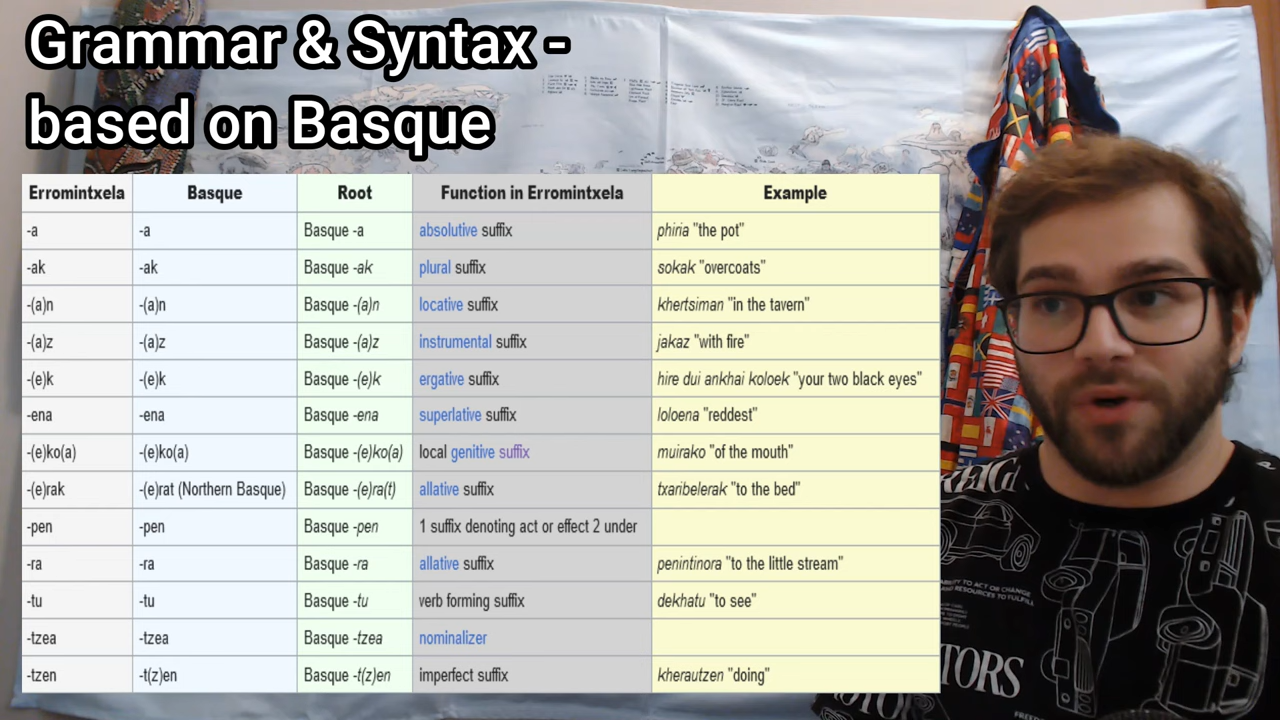 Grammar & Syntax -
based on Basque
Erromintxela Basque Root Function in Erromintxela Example
-a -a Basque -a absolutive suffix phiria "the pot"
-ak -ak Basque -ak plural suffix sokak "overcoats"
-(a)n -(a)n Basque -(a)n locative suffix khertsiman "in the tavern"
-(a)z -(a)z Basque -(a)z instrumental suffix jakaz "with fire"
-(e)k -(e)k Basque -(e)k ergative suffix hire dui ankhai koloek "your two black eyes"
-ena -ena Basque -ena superlative suffix loloena "reddest"
-(e)ko(a) -(e)ko(a) Basque -(e)ko(a) local genitive suffix muirako "of the mouth"
-(e)rak -(e)rat (Northern Basque) Basque -(e)ra(t) allative suffix txaribelerak "to the bed"
-pen -pen Basque -pen 1 suffix denoting act or effect 2 under
-ra -ra Basque -ra allative suffix penintinora "to the little stream"
-tu -tu Basque -tu verb forming suffix dekhatu "to see"
-tzea -tzea Basque -tzea nominalizer
-tzen -t(z)en Basque -t(z)en imperfect suffix kherautzen "doing"
TORS